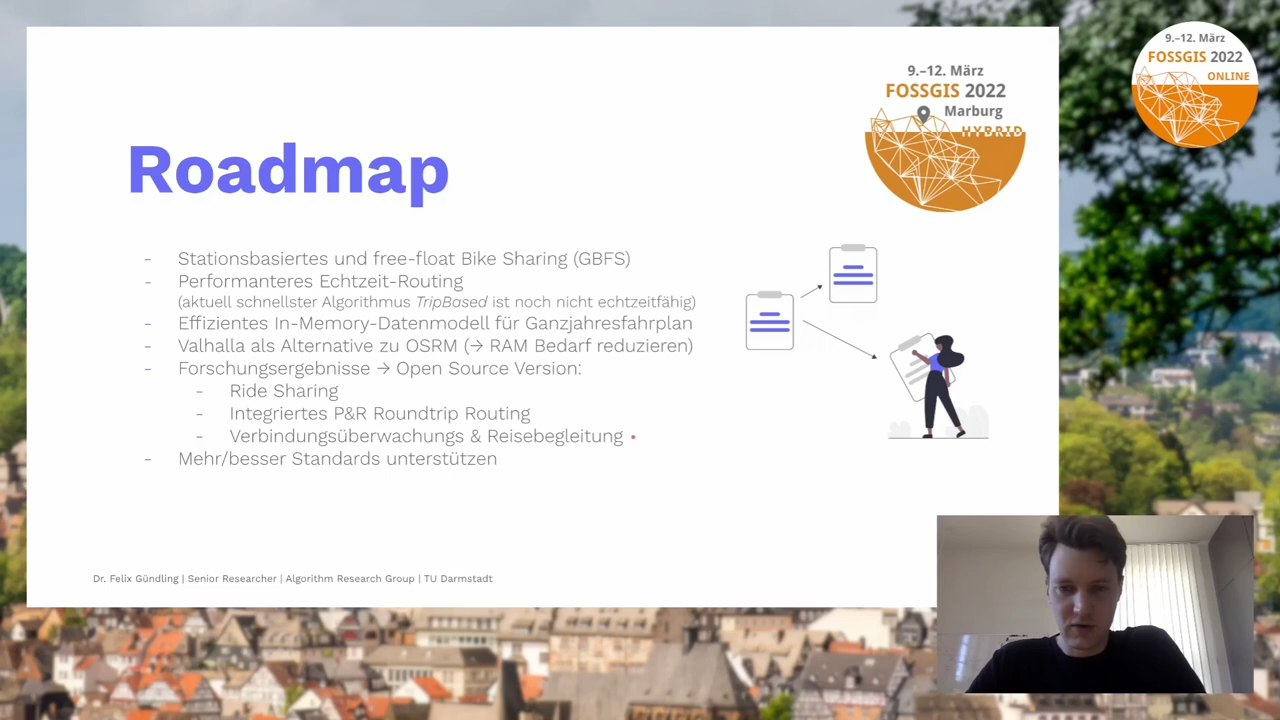 9.–12. März
FOSSGIS 2022
Marburg
HYBRID
9.–12. März
FOSSGIS 2022
ONLINE
Roadmap
- Stationsbasiertes und free-float Bike Sharing (GBFS)
- Performanteres Echtzeit-Routing
(aktuell schnellster Algorithmus TripBased ist noch nicht echtzeitfähig)
- Effizientes In-Memory-Datenmodell für Ganzjahresfahrplan
- Valhalla als Alternative zu OSRM (→ RAM Bedarf reduzieren)
- Forschungsergebnisse → Open Source Version:
- Ride Sharing
- Integriertes P&R Roundtrip Routing
- Verbindungsüberwachungs & Reisebegleitung
- Mehr/besser Standards unterstützen
Dr. Felix Gündling | Senior Researcher | Algorithm Research Group | TU Darmstadt